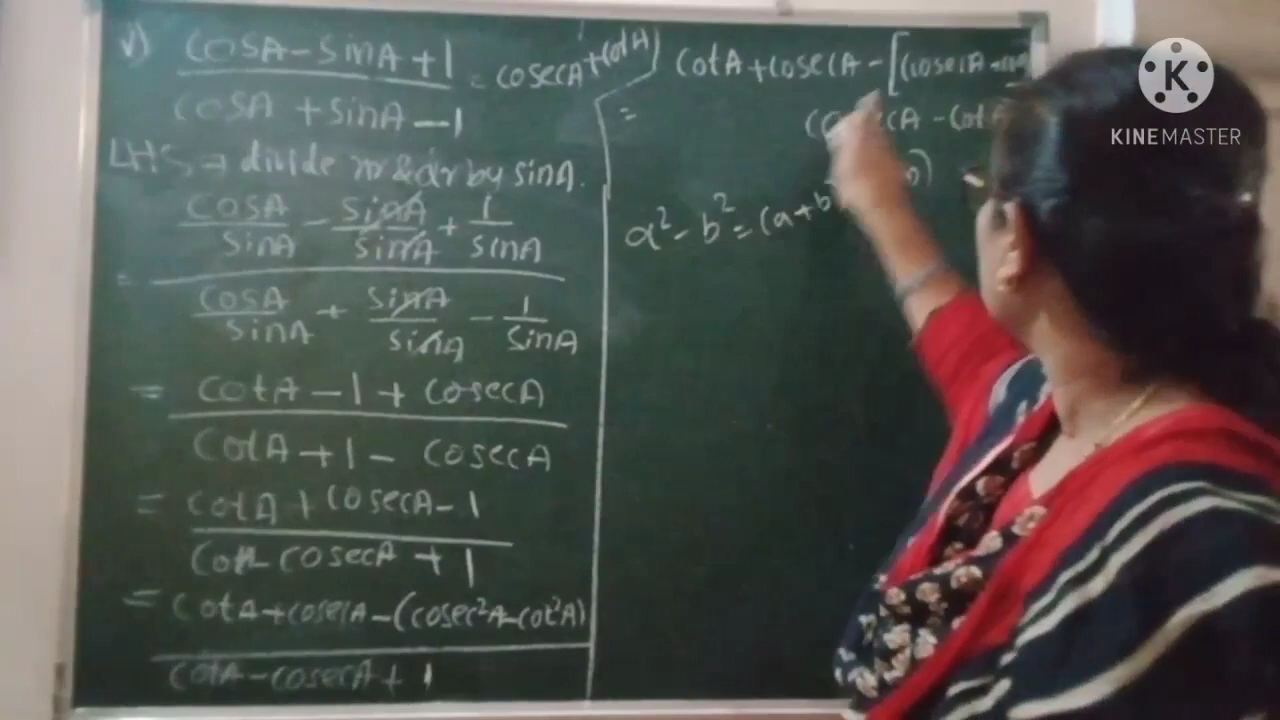 v) cosA - sinA + 1 = cosecA + cotA
cosA + sinA - 1
LHS → divide nr & dr by sinA.
cosA - sinA + 1
sinA sinA sinA
=
cosA + sinA - 1
sinA sinA sinA
= cotA - 1 + cosecA
cotA + 1 - cosecA
= cotA + cosecA - 1
cosecA + 1
= cotA + cosecA - (cosec²A - cot²A)
cotA - cosecA + 1
= cotA + cosecA - [(cosecA
- cot
a² - b² = (a + b
K
KINEMASTER